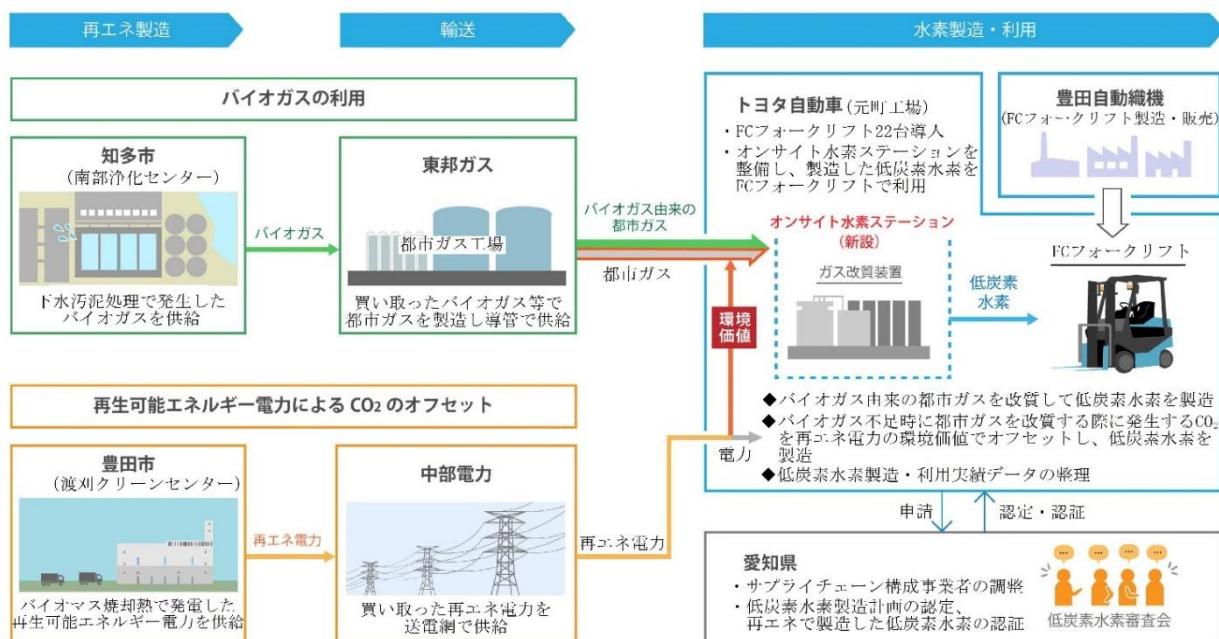 再エネ製造
輸送
水素製造・利用
バイオガスの利用
知多市
(南部浄化センター)
バイオガス
下水汚泥処理で発生した
バイオガスを供給
東邦ガス
都市ガス工場
買い取ったバイオガス等で
都市ガスを製造し導管で供給
バイオガス由来の
都市ガス
都市ガス
再生可能エネルギー電力による CO₂ のオフセット
豊田市
(渡刈クリーンセンター)
再エネ電力
バイオマス焼却熱で発電した
再生可能エネルギー電力を供給
中部電力
買い取った再エネ電力を
送電網で供給
再エネ電力
環境
価値
電力
トヨタ自動車 (元町工場)
・FCフォークリフト22台導入
・オンサイト水素ステーションを
整備し、製造した低炭素水素を
FCフォークリフトで利用
オンサイト水素ステーション
(新設)
ガス改質装置
低炭素
水素
豊田自動織機
(FCフォークリフト製造・販売)
FCフォークリフト
◆バイオガス由来の都市ガスを改質して低炭素水素を製造
◆バイオガス不足時に都市ガスを改質する際に発生するCO₂
を再エネ電力の環境価値でオフセットし、低炭素水素を
製造
◆低炭素水素製造・利用実績データの整理
申請
認定・認証
愛知県
・サプライチェーン構成事業者の調整
・低炭素水素製造計画の認定、
再エネで製造した低炭素水素の認証
低炭素水素審査会